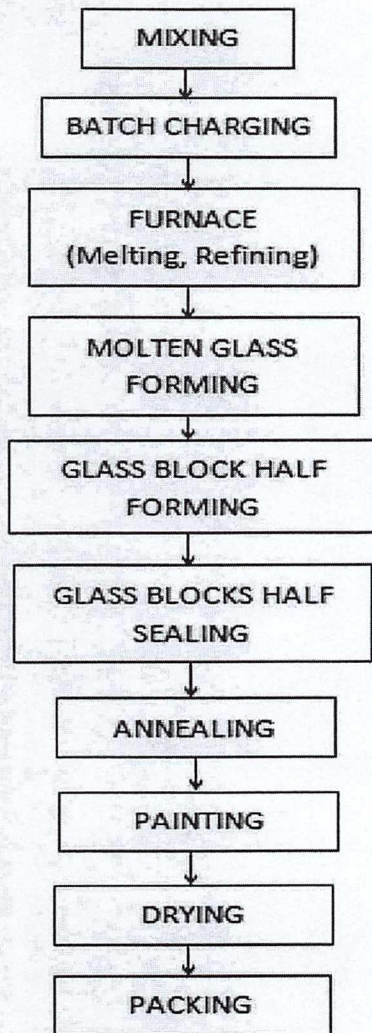 MIXING
BATCH CHARGING
FURNACE
(Melting, Refining)
MOLTEN GLASS
FORMING
GLASS BLOCK HALF
FORMING
GLASS BLOCKS HALF
SEALING
ANNEALING
PAINTING
DRYING
PACKING